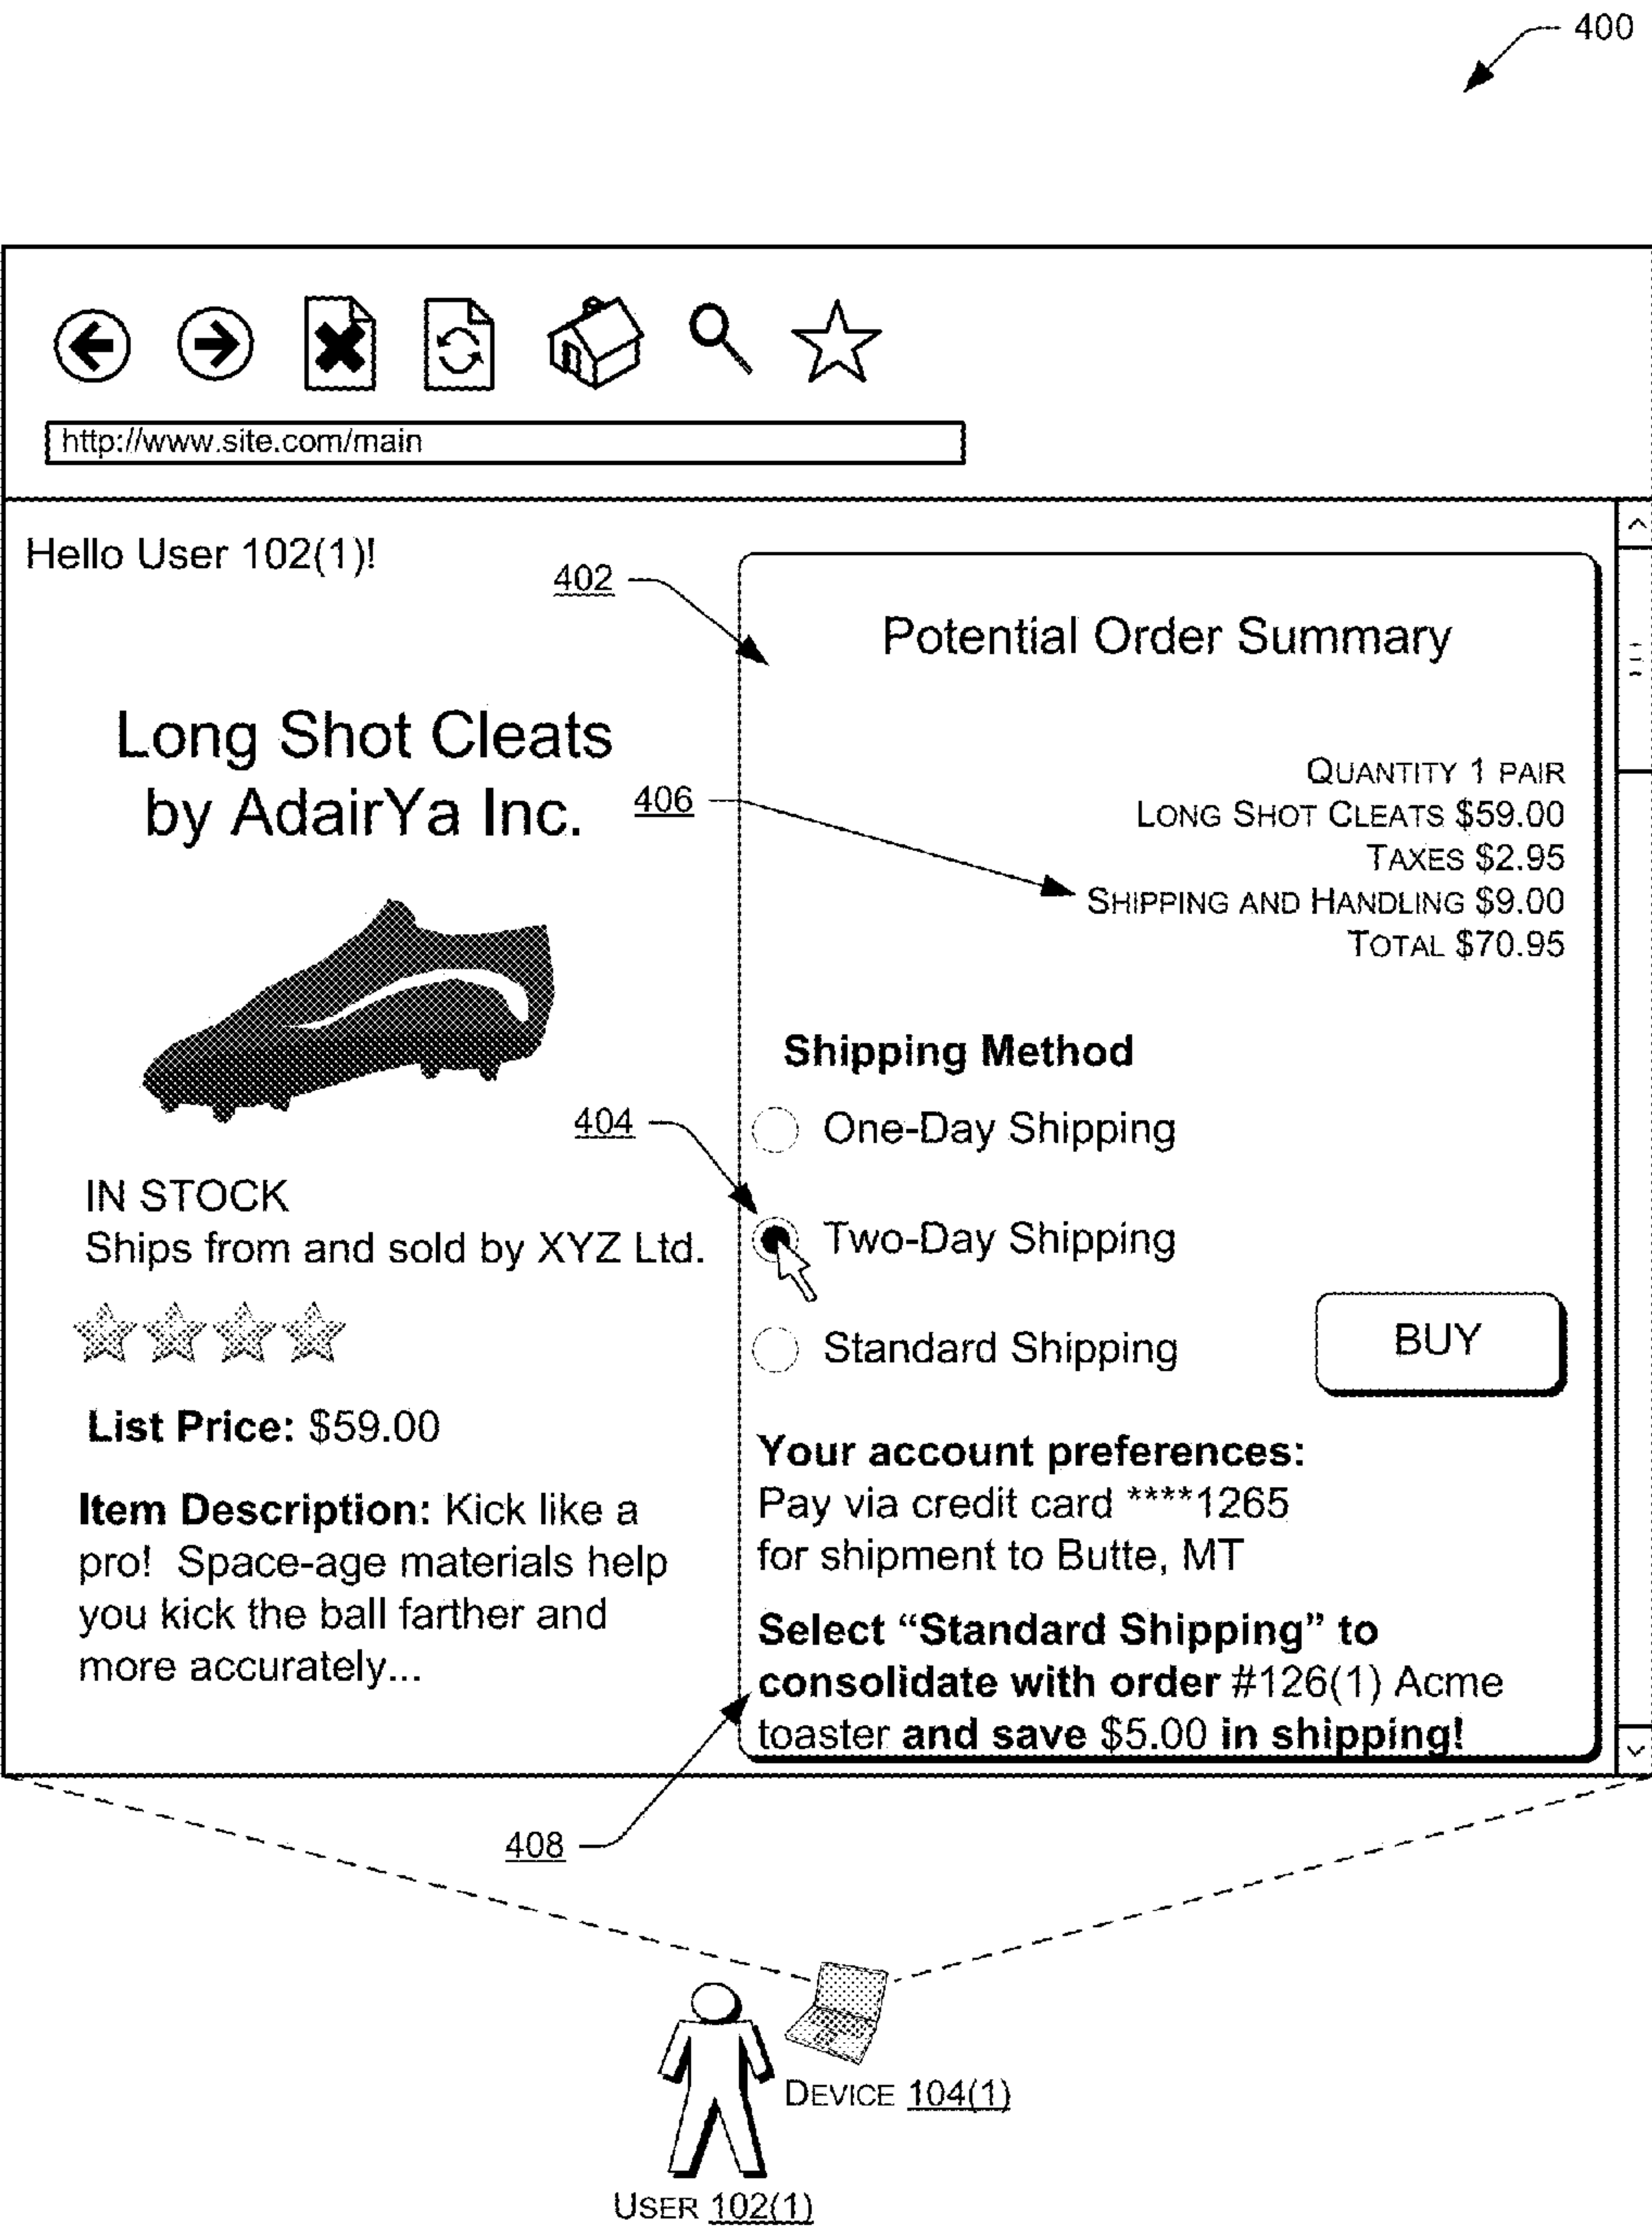 400
http://www.site.com/main
Hello User 102(1)!
402
Potential Order Summary
Long Shot Cleats
by AdairYa Inc.
406
QUANTITY 1 PAIR
LONG SHOT CLEATS $59.00
TAXES $2.95
SHIPPING AND HANDLING $9.00
TOTAL $70.95
Shipping Method
404
One-Day Shipping
Two-Day Shipping
Standard Shipping
BUY
IN STOCK
Ships from and sold by XYZ Ltd.
List Price: $59.00
Item Description: Kick like a
pro! Space-age materials help
you kick the ball farther and
more accurately...
Your account preferences:
Pay via credit card ****1265
for shipment to Butte, MT
Select “Standard Shipping” to
consolidate with order #126(1) Acme
toaster and save $5.00 in shipping!
408
DEVICE 104(1)
USER 102(1)